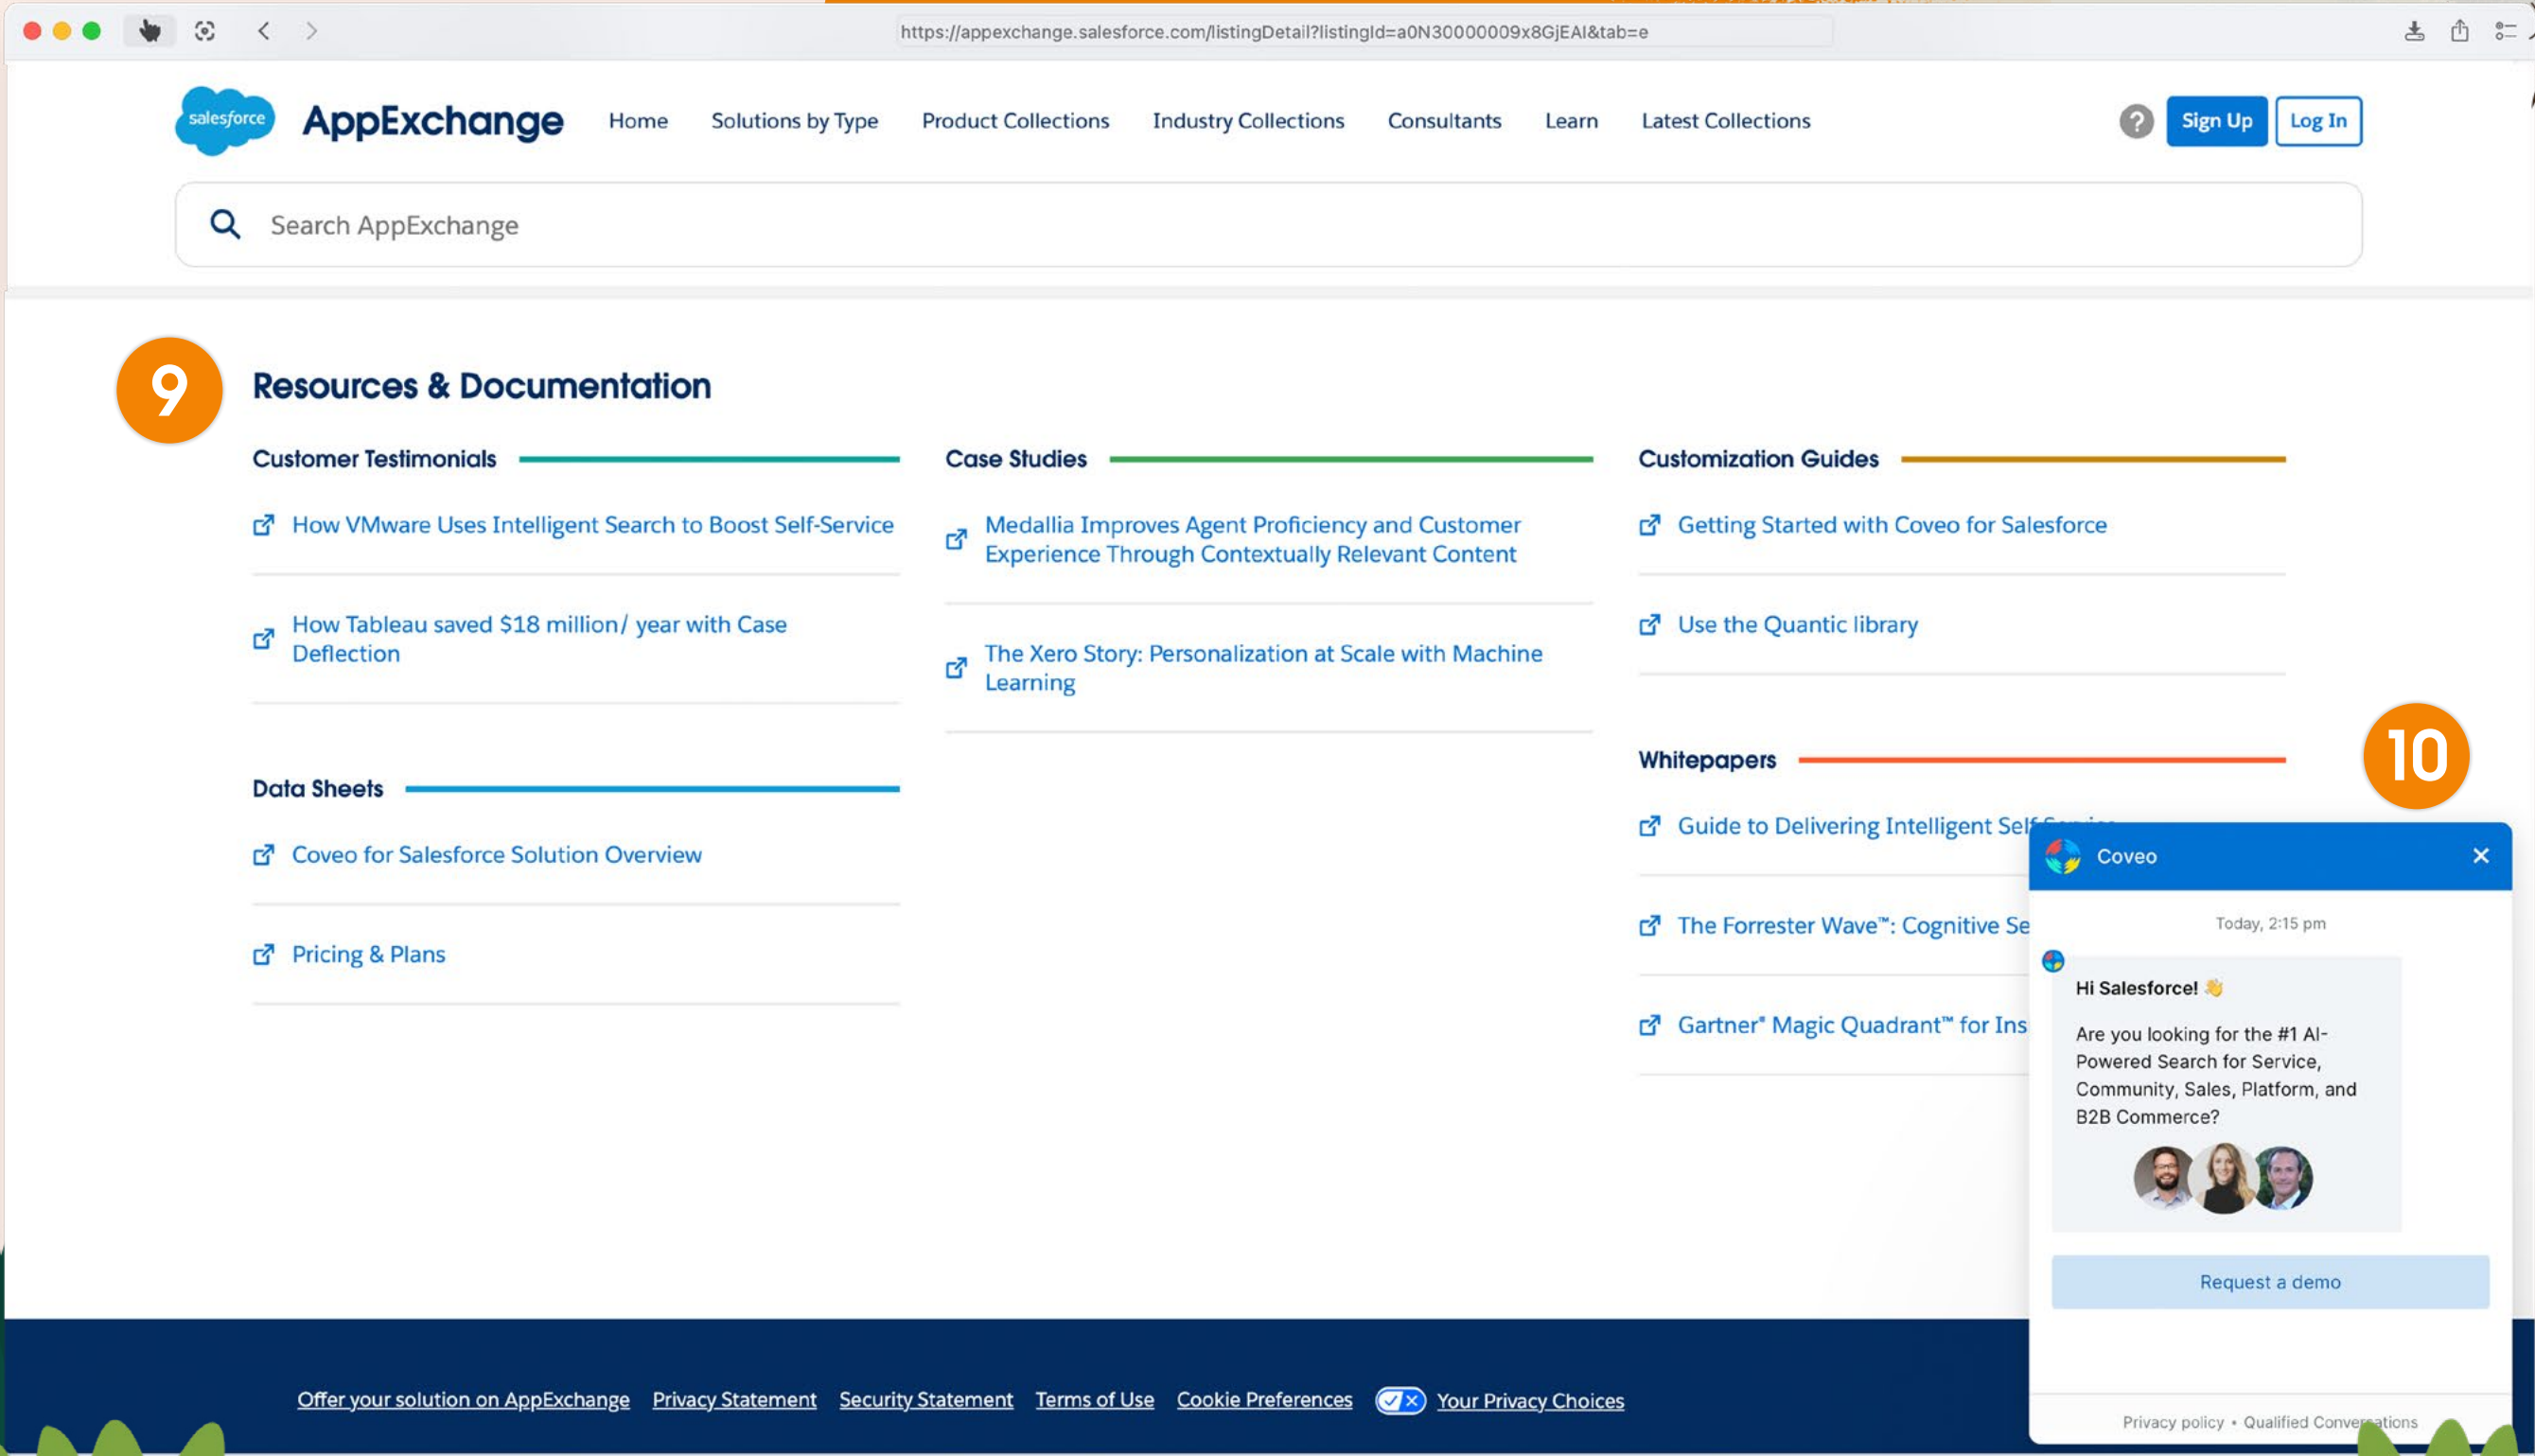 https://appexchange.salesforce.com/listingDetail?listingId=a0N30000009x8GjEAI&tab=e
salesforce
AppExchange
Home
Solutions by Type
Product Collections
Industry Collections
Consultants
Learn
Latest Collections
?
Sign Up
Log In
Search AppExchange
9
Resources & Documentation
Customer Testimonials
How VMware Uses Intelligent Search to Boost Self-Service
How Tableau saved $18 million/ year with Case
Deflection
Data Sheets
Coveo for Salesforce Solution Overview
Pricing & Plans
Case Studies
Medallia Improves Agent Proficiency and Customer
Experience Through Contextually Relevant Content
The Xero Story: Personalization at Scale with Machine
Learning
Customization Guides
Getting Started with Coveo for Salesforce
Use the Quantic library
Whitepapers
Guide to Delivering Intelligent Self
The Forrester Wave™: Cognitive Se
Gartner® Magic Quadrant™ for Ins
10
Coveo
Today, 2:15 pm
Hi Salesforce! 👋
Are you looking for the #1 AI-
Powered Search for Service,
Community, Sales, Platform, and
B2B Commerce?
Request a demo
Privacy policy • Qualified Conversations
Offer your solution on AppExchange
Privacy Statement
Security Statement
Terms of Use
Cookie Preferences
Your Privacy Choices